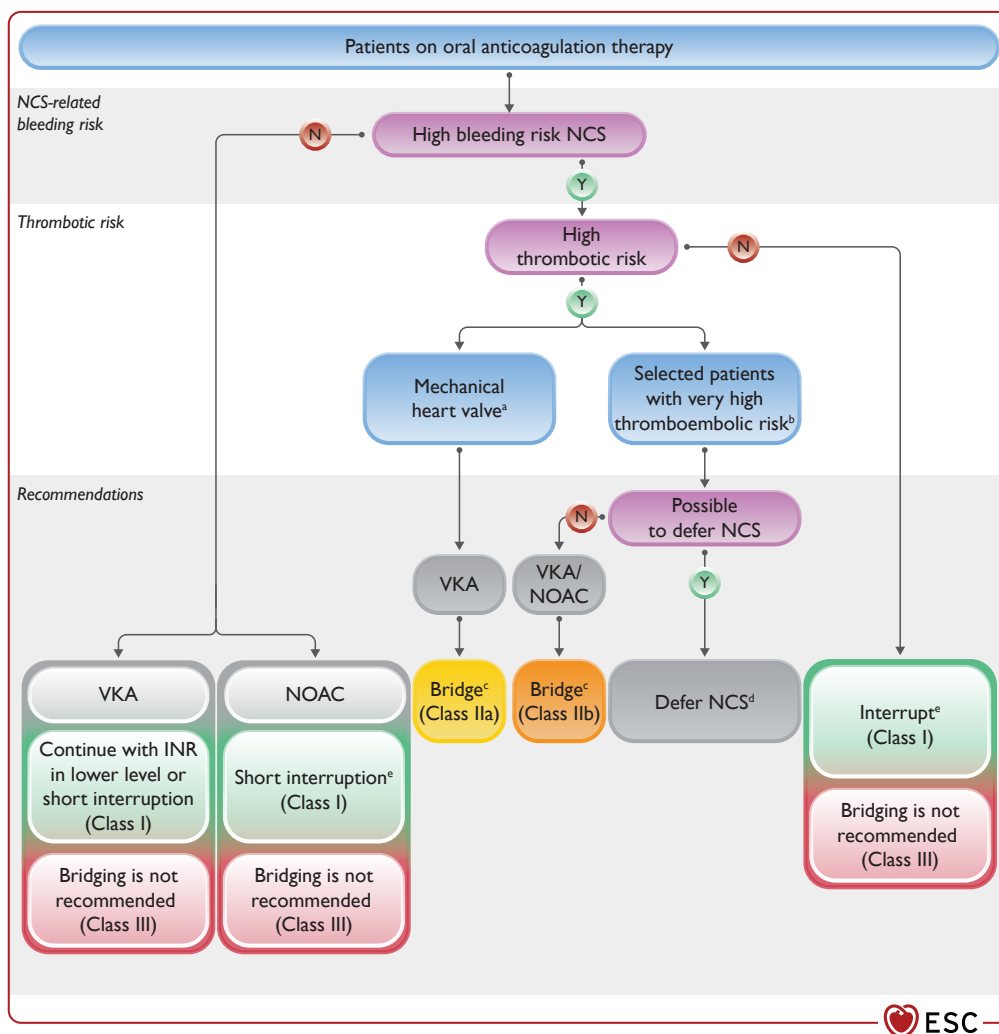 Patients on oral anticoagulation therapy
NCS-related
bleeding risk
N
High bleeding risk NCS
Y
Thrombotic risk
High
thrombotic risk
N
Y
Mechanical
heart valveᵃ
Selected patients
with very high
thromboembolic riskᵇ
Recommendations
Possible
to defer NCS
N
Y
VKA
VKA/
NOAC
VKA
Continue with INR
in lower level or
short interruption
(Class I)
Bridging is not
recommended
(Class III)
NOAC
Short interruptionᵉ
(Class I)
Bridging is not
recommended
(Class III)
Bridgeᶜ
(Class IIa)
Bridgeᶜ
(Class IIb)
Defer NCSᵈ
Interruptᵉ
(Class I)
Bridging is not
recommended
(Class III)
ESC